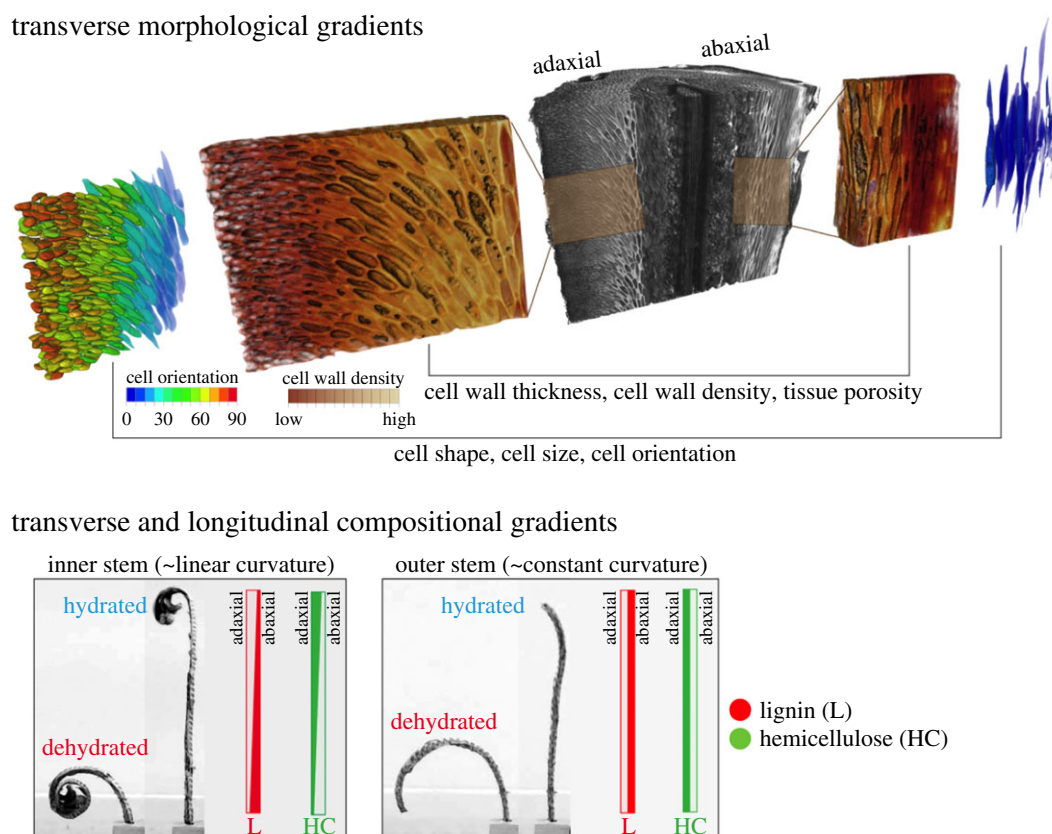 transverse morphological gradients
adaxial
abaxial
cell orientation
0 30 60 90
cell wall density
low high
cell wall thickness, cell wall density, tissue porosity
cell shape, cell size, cell orientation
transverse and longitudinal compositional gradients
inner stem (~linear curvature)
hydrated
dehydrated
adaxial
abaxial
L
adaxial
abaxial
HC
outer stem (~constant curvature)
hydrated
dehydrated
adaxial
abaxial
L
adaxial
abaxial
HC
lignin (L)
hemicellulose (HC)